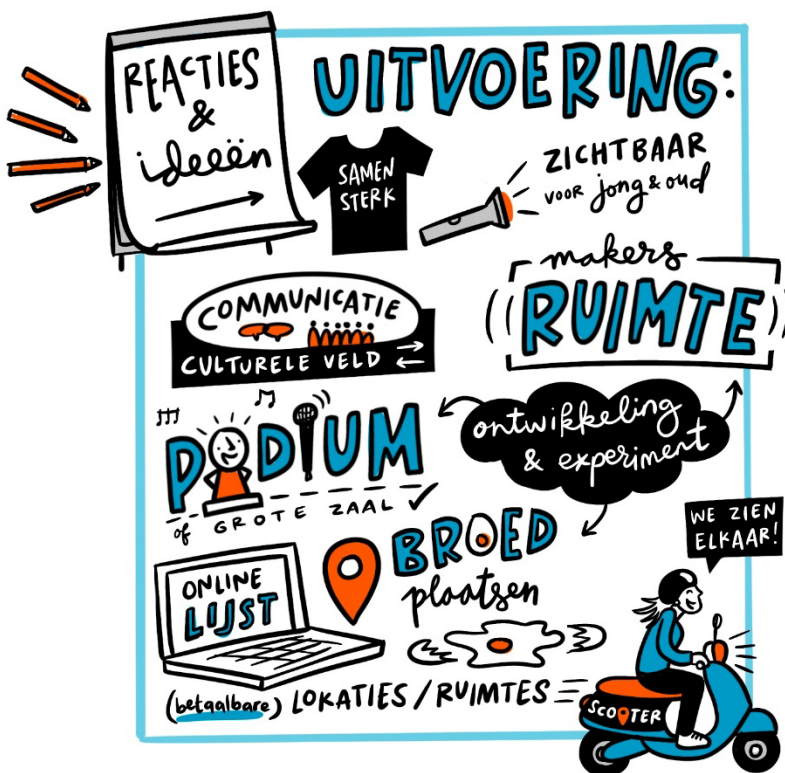 REACTIES
&
ideeën
UITVOERING:
SAMEN
STERK
ZICHTBAAR
VOOR jong & oud
makers
RUIMTE
COMMUNICATIE
CULTURELE VELD
PODIUM
of GROTE ZAAL
ontwikkeling
& experiment
BROED
plaatsen
WE ZIEN
ELKAAR!
ONLINE
LIJST
(betaalbare) LOKATIES / RUIMTES
SCOOTER